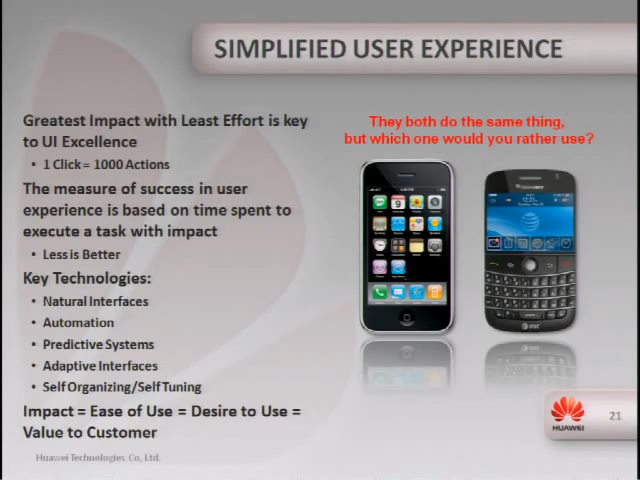 SIMPLIFIED USER EXPERIENCE
Greatest Impact with Least Effort is key
to UI Excellence
• 1 Click = 1000 Actions
The measure of success in user
experience is based on time spent to
execute a task with impact
• Less is Better
Key Technologies:
• Natural Interfaces
• Automation
• Predictive Systems
• Adaptive Interfaces
• Self Organizing/Self Tuning
Impact = Ease of Use = Desire to Use =
Value to Customer
They both do the same thing,
but which one would you rather use?
at&t
HUAWEI
21
Huawei Technologies Co, Ltd.